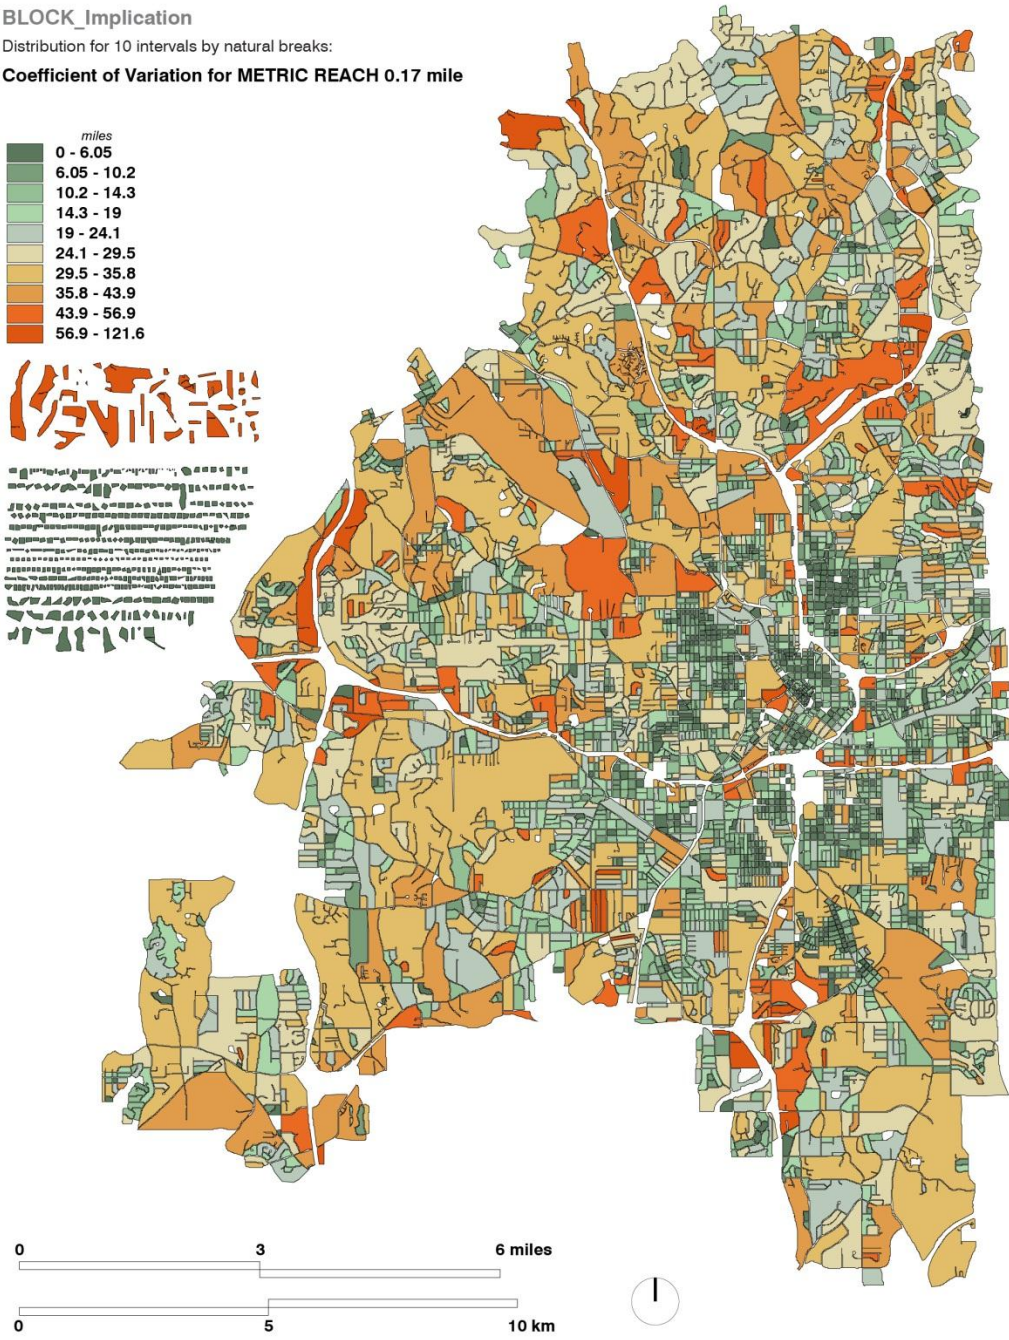 BLOCK_Implication
Distribution for 10 intervals by natural breaks:
Coefficient of Variation for METRIC REACH 0.17 mile
miles
0 - 6.05
6.05 - 10.2
10.2 - 14.3
14.3 - 19
19 - 24.1
24.1 - 29.5
29.5 - 35.8
35.8 - 43.9
43.9 - 56.9
56.9 - 121.6
0 3 6 miles
0 5 10 km